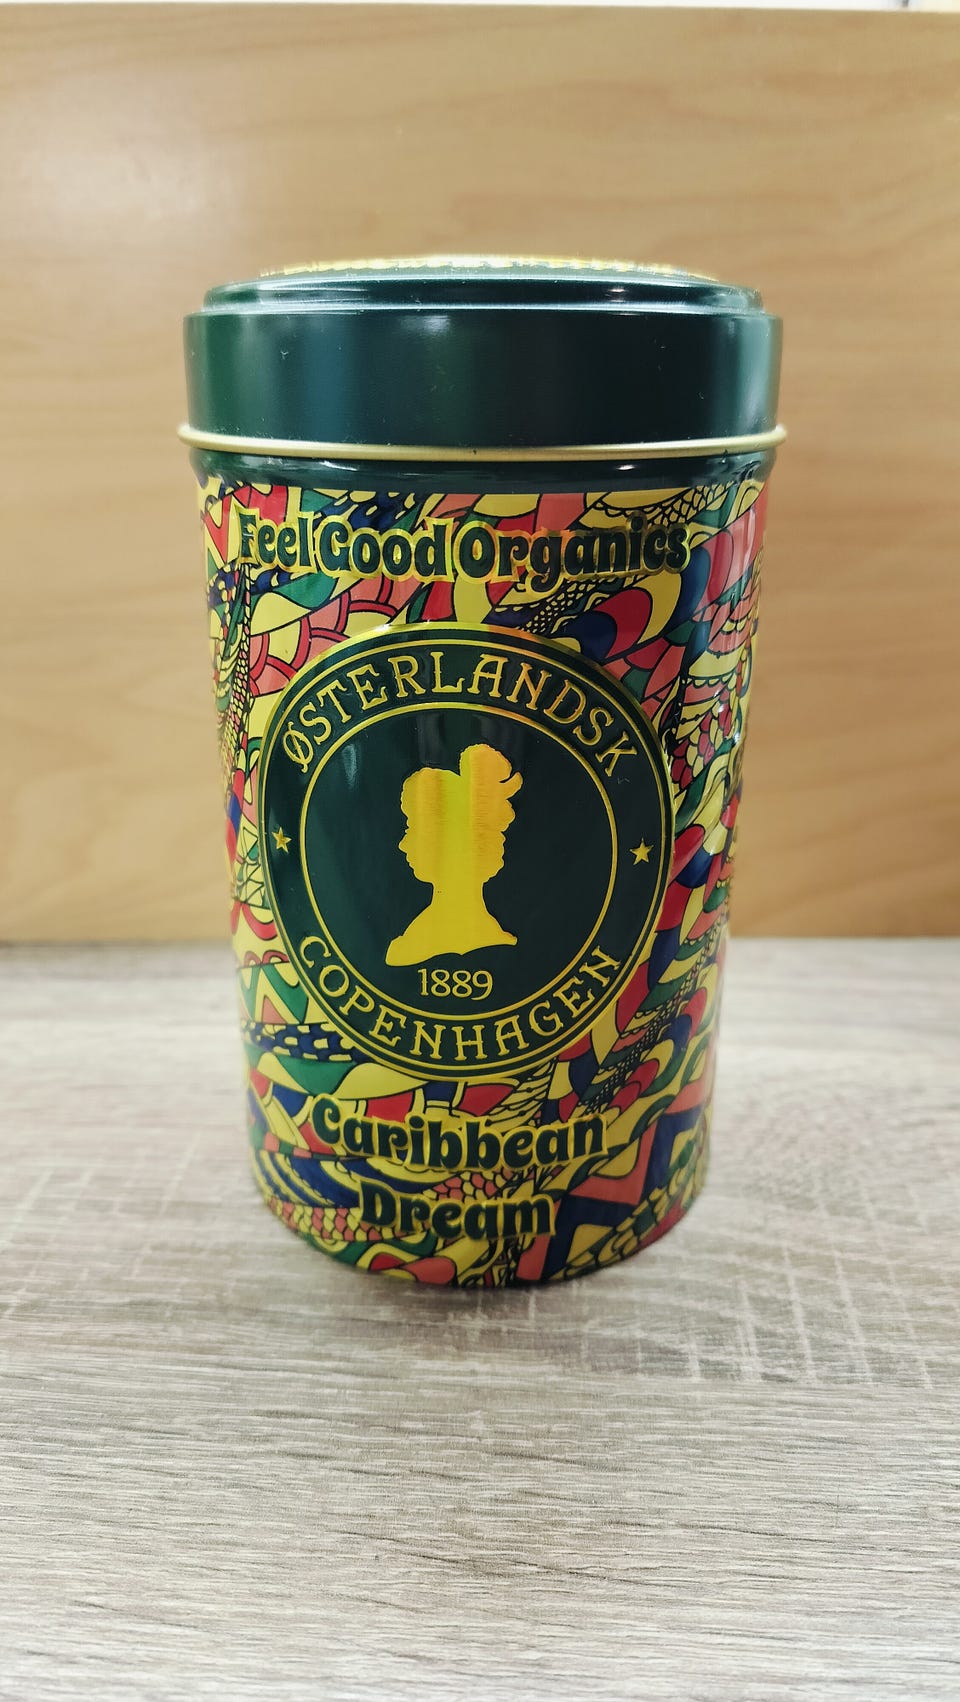 Feel Good Organics
ØSTERLANDSK
1889
COPENHAGEN
Caribbean
Dream